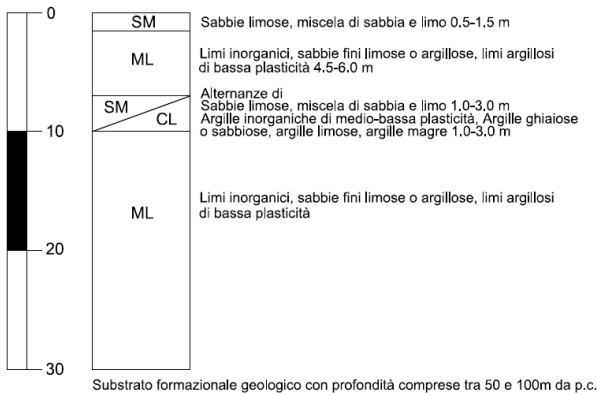 0
SM
Sabbie limose, miscela di sabbia e limo 0.5-1.5 m
ML
Limi inorganici, sabbie fini limose o argillose, limi argillosi
di bassa plasticità 4.5-6.0 m
Alternanze di
SM
Sabbie limose, miscela di sabbia e limo 1.0-3.0 m
CL
Argille inorganiche di medio-bassa plasticità, Argille ghiaiose
10
o sabbiose, argille limose, argille magre 1.0-3.0 m
ML
Limi inorganici, sabbie fini limose o argillose, limi argillosi
di bassa plasticità
20
30
Substrato formazionale geologico con profondità comprese tra 50 e 100m da p.c.